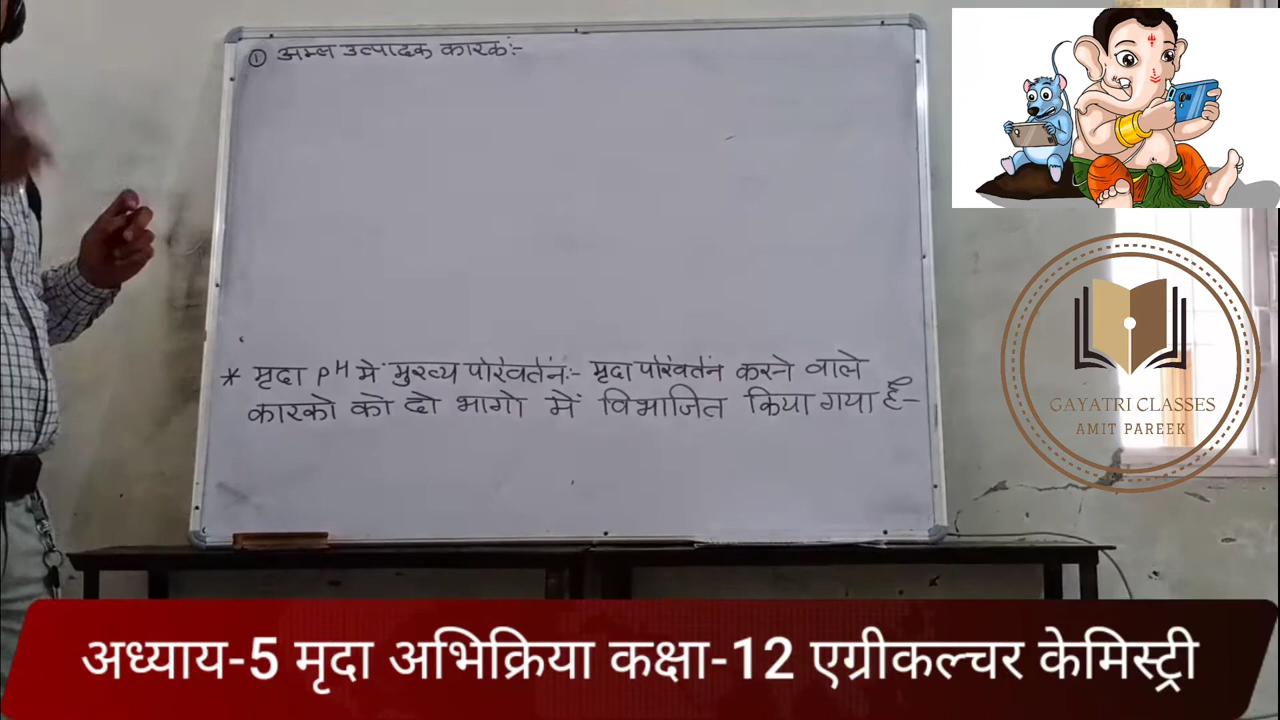 ① अम्ल उत्पादक कारक:-
* मृदा PH में मुख्य परिवर्तन:- मृदा परिवर्तन करने वाले
कारको को दो भागो में विभाजित किया गया है-
GAYATRI CLASSES
AMIT PAREEK
अध्याय-5 मृदा अभिक्रिया कक्षा-12 एग्रीकल्चर केमिस्ट्री